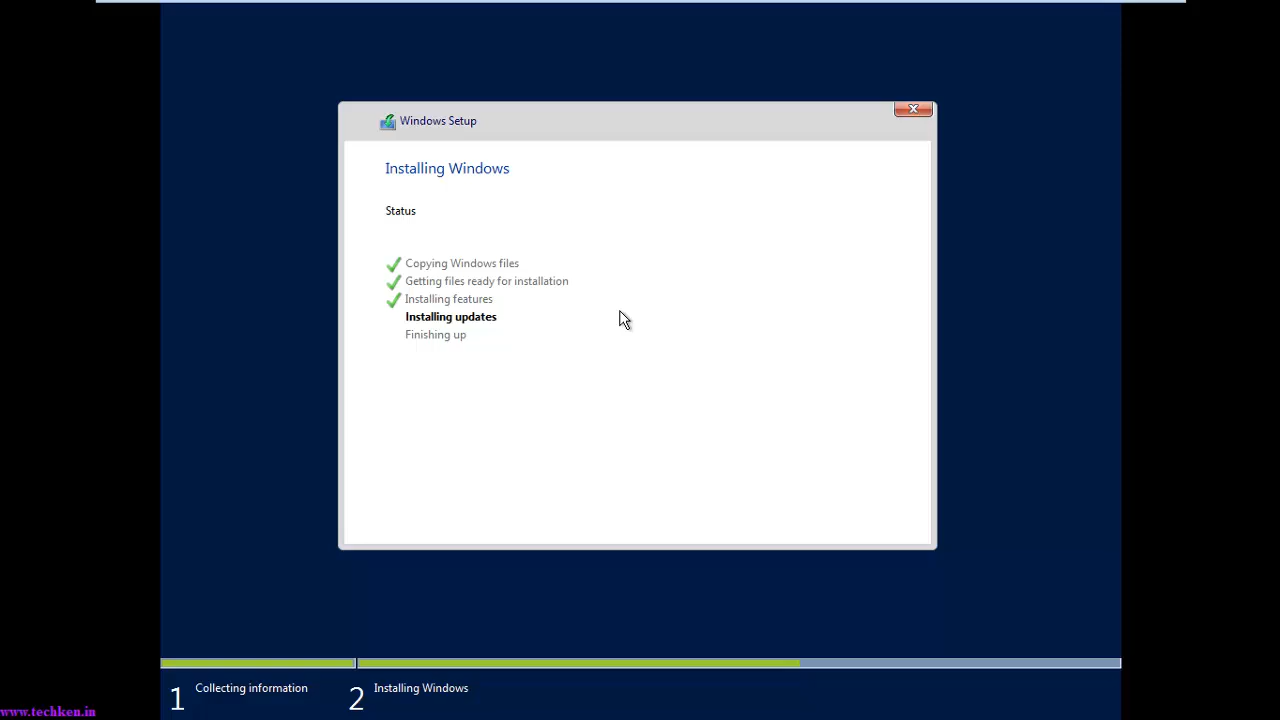 Windows Setup
Installing Windows
Status
Copying Windows files
Getting files ready for installation
Installing features
Installing updates
Finishing up
1 Collecting information
2 Installing Windows
www.techken.in